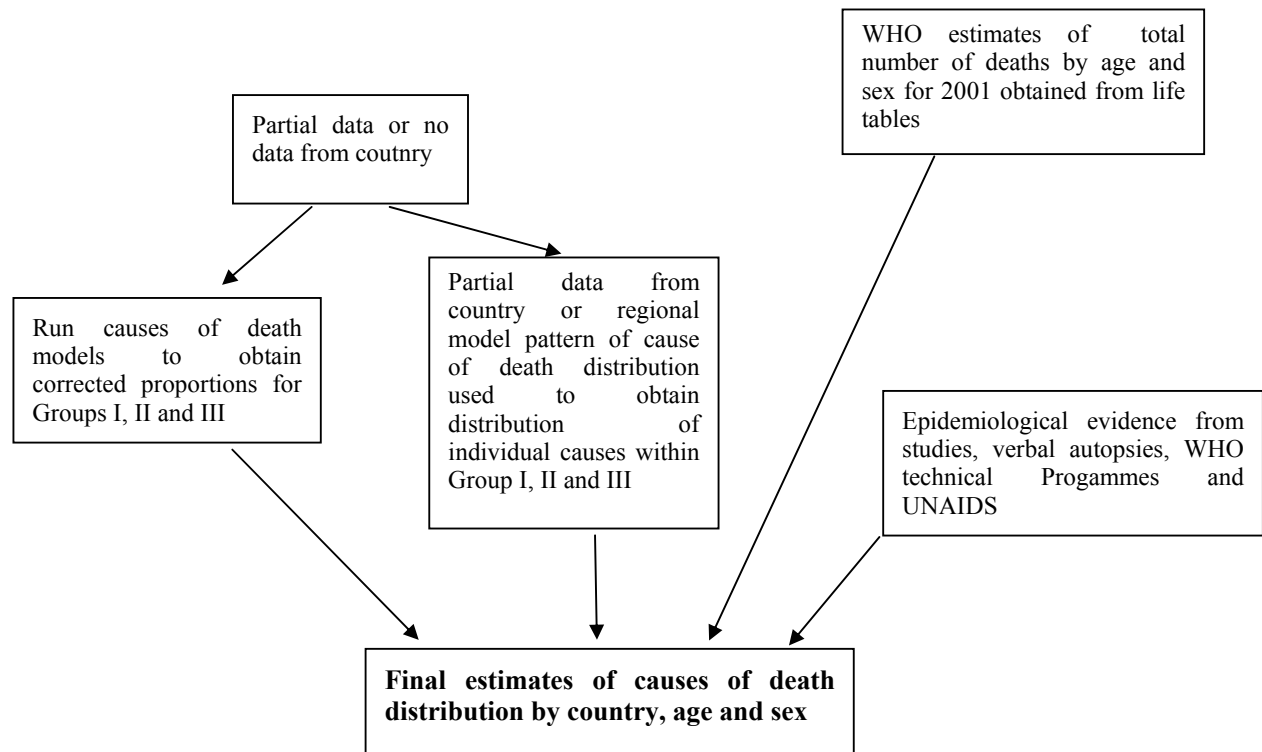 WHO estimates of total
number of deaths by age and
sex for 2001 obtained from life
tables
Partial data or no
data from coutnry
Partial data from
country or regional
model pattern of cause
of death distribution
used to obtain
distribution of
individual causes within
Group I, II and III
Run causes of death
models to obtain
corrected proportions for
Groups I, II and III
Epidemiological evidence from
studies, verbal autopsies, WHO
technical Progammes and
UNAIDS
Final estimates of causes of death
distribution by country, age and sex